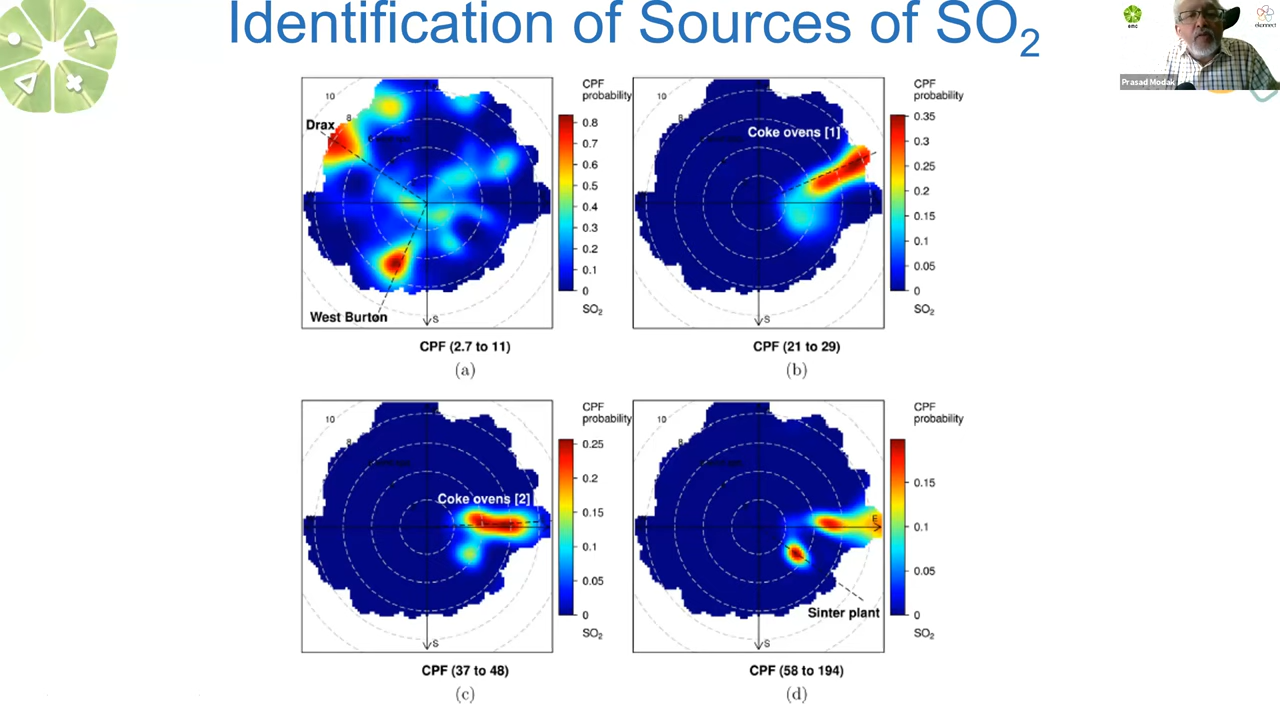 Identification of Sources of SO2
emc
ekonnect
Prasad Modak
CPF
probability
10
8
Drax
West Burton
S
0.8
0.7
0.6
0.5
0.4
0.3
0.2
0.1
0
SO2
CPF (2.7 to 11)
(a)
CPF
probability
10
8
Coke ovens [1]
S
0.35
0.3
0.25
0.2
0.15
0.1
0.05
0
SO2
CPF (21 to 29)
(b)
CPF
probability
10
8
Coke ovens [2]
S
0.25
0.2
0.15
0.1
0.05
0
SO2
CPF (37 to 48)
(c)
CPF
probability
10
8
E
Sinter plant
S
0.15
0.1
0.05
0
SO2
CPF (58 to 194)
(d)